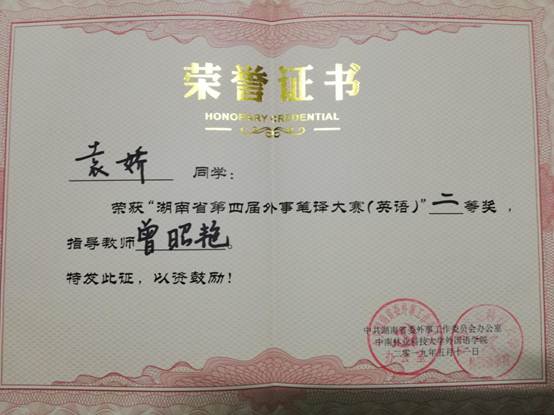 荣誉证书
HONORARY CREDENTIAL
袁娇 同学：
荣获“湖南省第四届外事笔译大赛（英语）”二等奖，
指导教师曾昭艳。
特发此证，以资鼓励！
中共湖南省委外事工作委员会办公室
中南林业科技大学外国语学院
二零一九年五月十二日